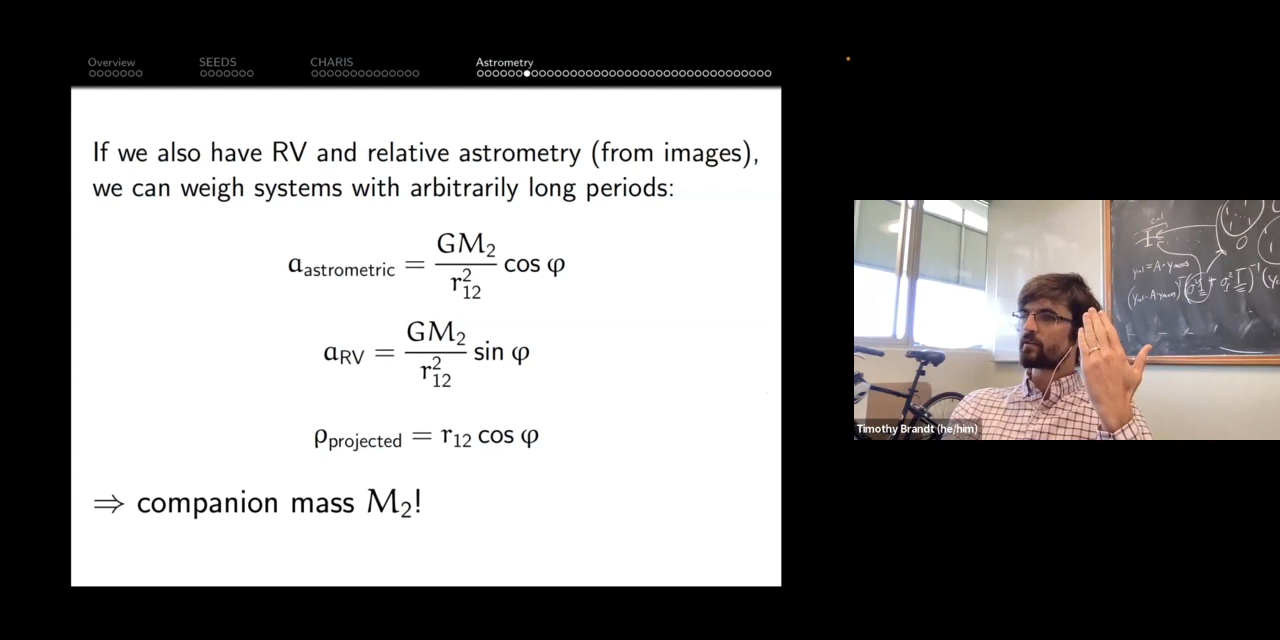 Overview SEEDS CHARIS Astrometry
If we also have RV and relative astrometry (from images),
we can weigh systems with arbitrarily long periods:
a_astrometric = GM₂ / r₁₂² cos φ
a_RV = GM₂ / r₁₂² sin φ
ρ_projected = r₁₂ cos φ
⇒ companion mass M₂!
Timothy Brandt (he/him)